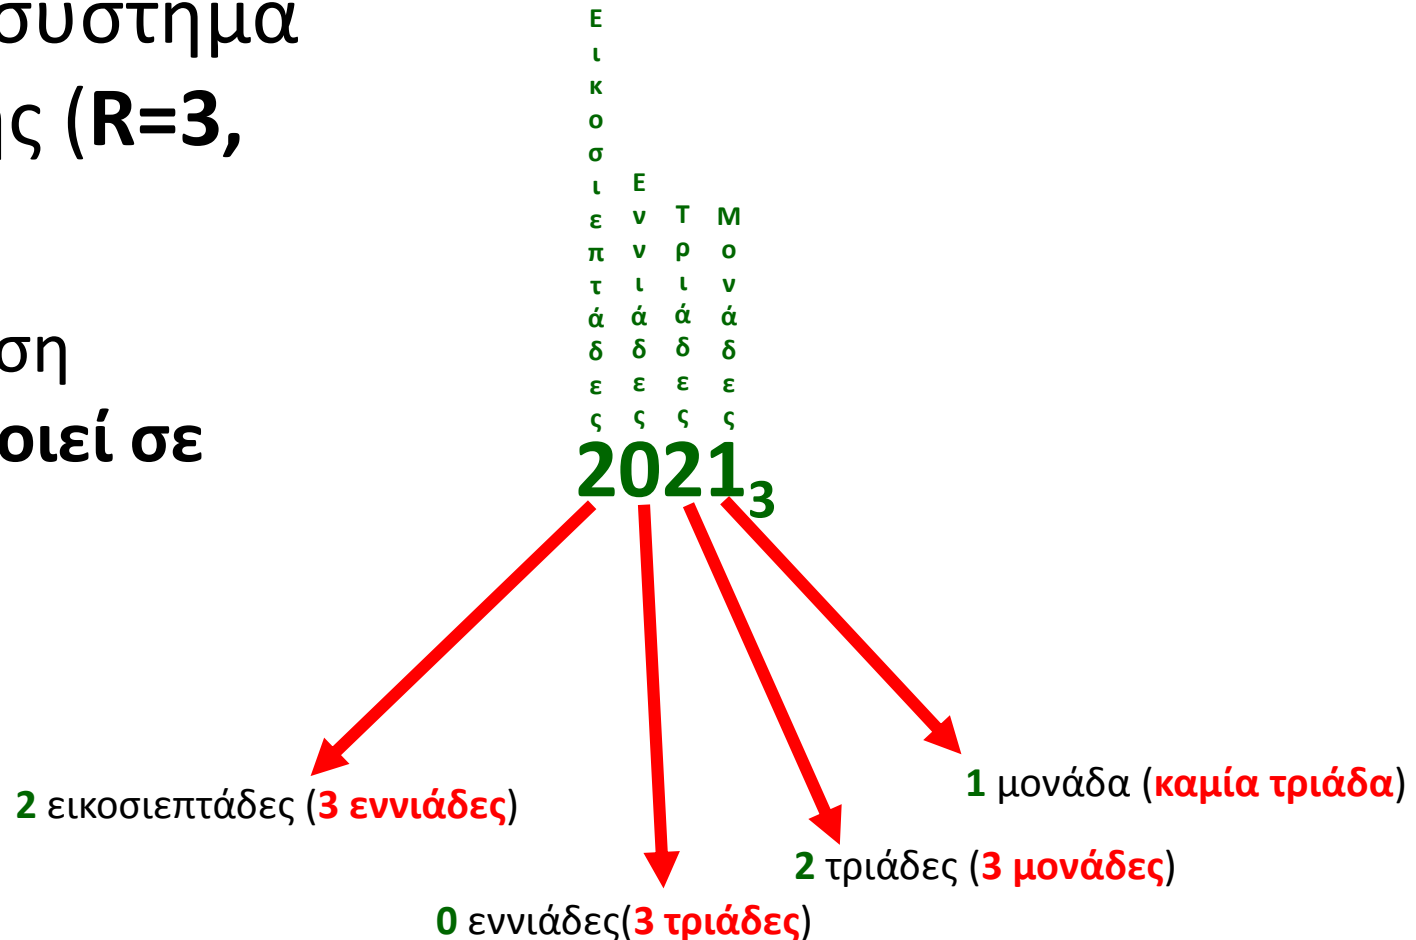 σύστημα
ης (R=3,
ση
οιεί σε
Εικοσιεπτάδες
Εννιάδες
Τριάδες
Μονάδες
2021₃
2 εικοσιεπτάδες (3 εννιάδες)
0 εννιάδες(3 τριάδες)
2 τριάδες (3 μονάδες)
1 μονάδα (καμία τριάδα)